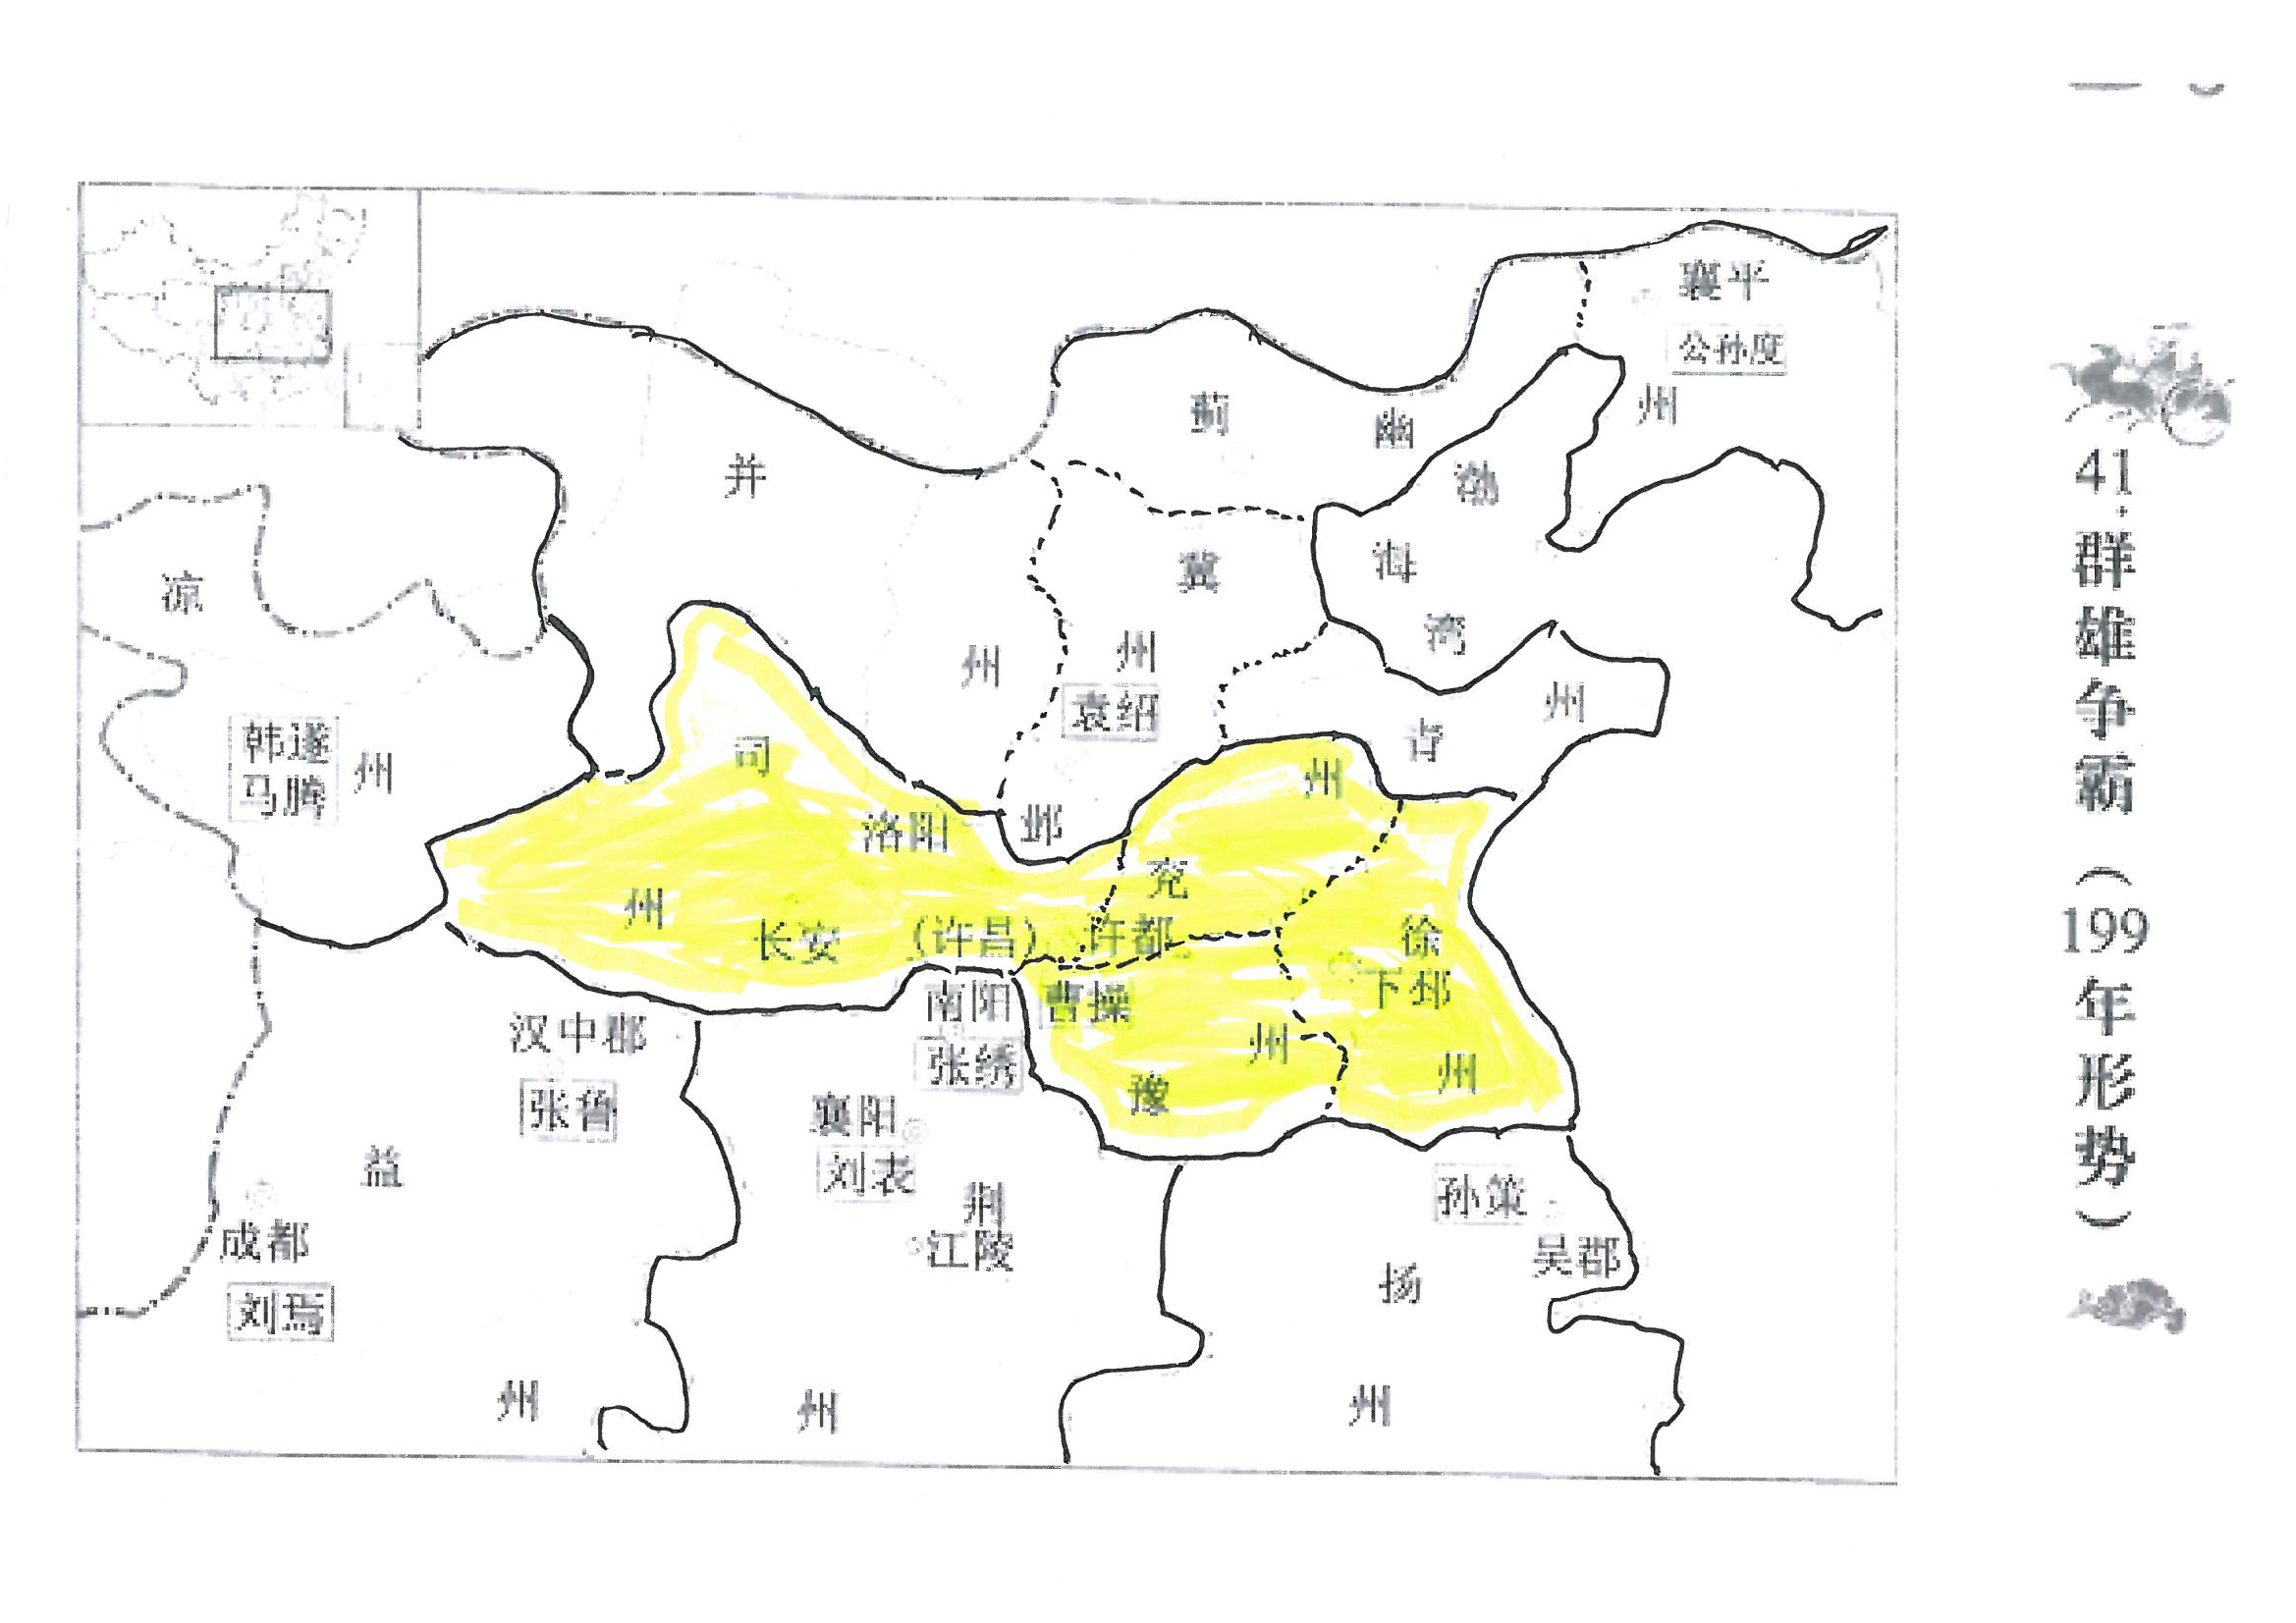 襄平
公孙度
州
蓟
幽
渤
并
海
冀
凉
湾
州
州
袁绍
青
州
韩遂
马腾
州
司
州
邺
洛阳
兖
州
长安
(许昌)
许都
徐
下邳
南阳
曹操
汉中郡
张绣
州
州
豫
张鲁
襄阳
刘表
益
荆
江陵
孙策
吴郡
成都
刘焉
扬
州
州
州
41.群雄争霸（199年形势）